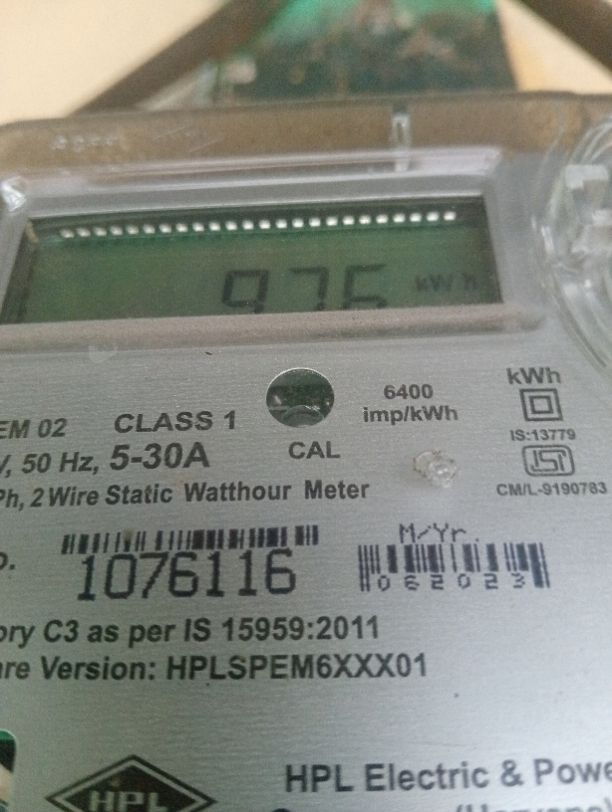 976 kWh
6400
imp/kWh
kWh
IS:13779
ISI
CM/L-9190783
EM 02 CLASS 1
V, 50 Hz, 5-30A
CAL
Ph, 2 Wire Static Watthour Meter
M/Yr.
1076116
062023
ory C3 as per IS 15959:2011
are Version: HPLSPEM6XXX01
HPL
HPL Electric & Powe